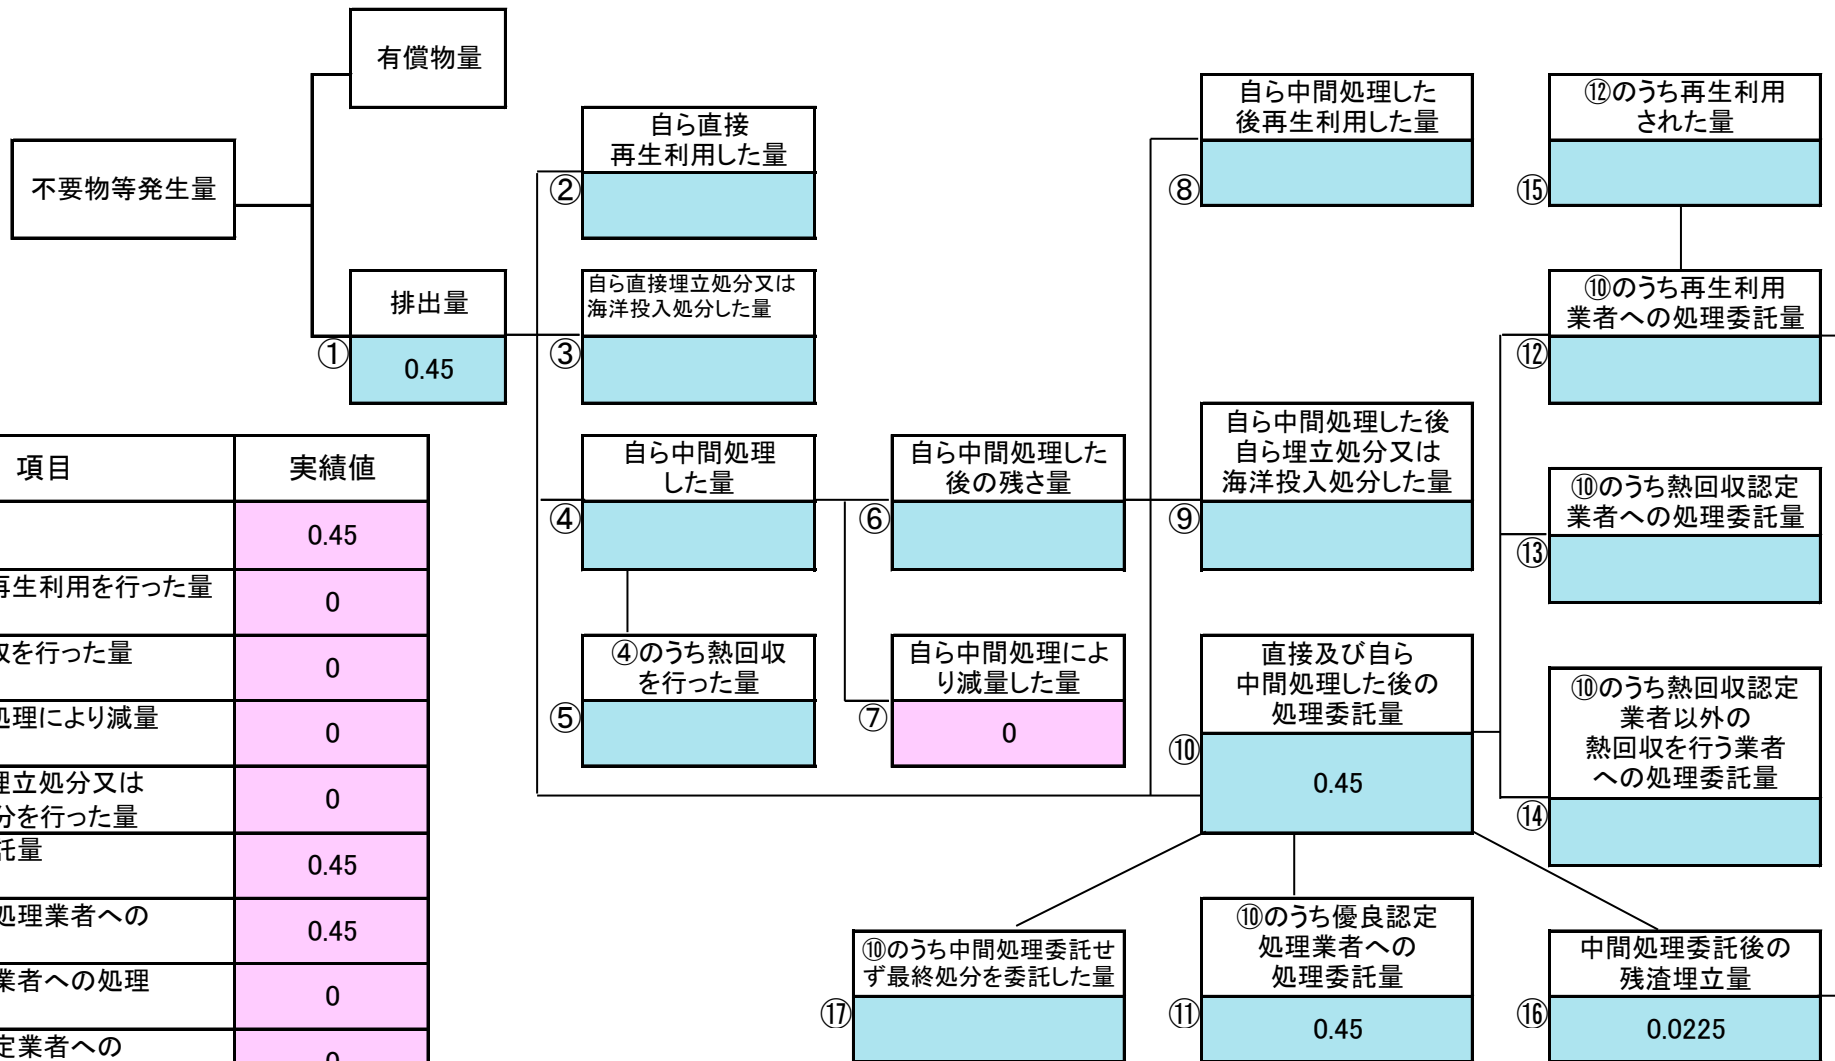 有償物量
不要物等発生量
排出量
①
0.45
自ら直接
再生利用した量
②
自ら直接埋立処分又は
海洋投入処分した量
③
自ら中間処理
した量
④
④のうち熱回収
を行った量
⑤
自ら中間処理した
後の残さ量
⑥
自ら中間処理によ
り減量した量
⑦
0
自ら中間処理した
後再生利用した量
⑧
自ら中間処理した後
自ら埋立処分又は
海洋投入処分した量
⑨
直接及び自ら
中間処理した後の
処理委託量
⑩
0.45
⑫のうち再生利用
された量
⑮
⑩のうち再生利用
業者への処理委託量
⑫
⑩のうち熱回収認定
業者への処理委託量
⑬
⑩のうち熱回収認定
業者以外の
熱回収を行う業者
への処理委託量
⑭
⑩のうち中間処理委託せ
ず最終処分を委託した量
⑰
⑩のうち優良認定
処理業者への
処理委託量
⑪
0.45
中間処理委託後の
残渣埋立量
⑯
0.0225
項目 実績値
0.45
再生利用を行った量
0
を行った量
0
処理により減量
0
埋立処分又は
分を行った量
0
託量
0.45
処理業者への
0.45
業者への処理
0
定業者への
0